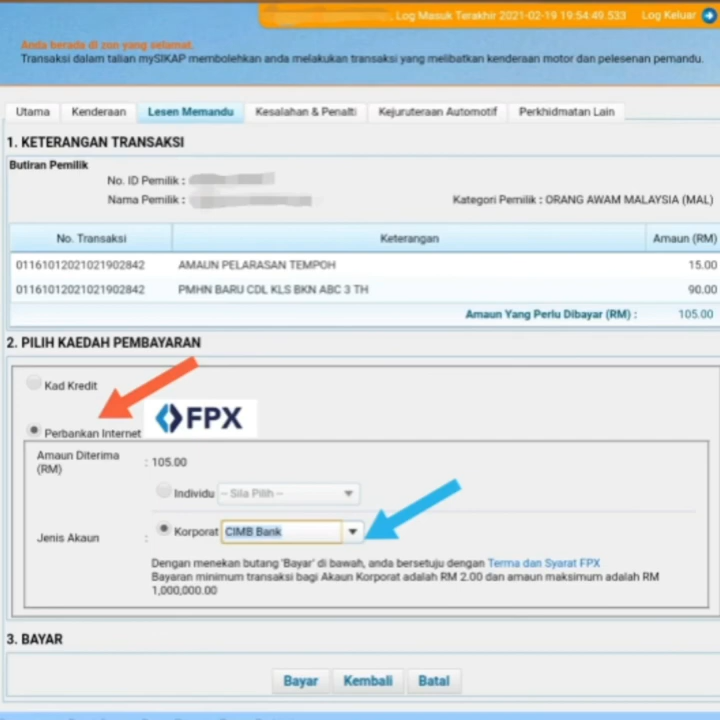 . Log Masuk Terakhir 2021-02-19 19:54:49.533 Log Keluar
Anda berada di zon yang selamat.
Transaksi dalam talian mySIKAP membolehkan anda melakukan transaksi yang melibatkan kenderaan motor dan pelesenan pemandu.
Utama Kenderaan Lesen Memandu Kesalahan & Penalti Kejuruteraan Automotif Perkhidmatan Lain
1. KETERANGAN TRANSAKSI
Butiran Pemilik
No. ID Pemilik :
Nama Pemilik : Kategori Pemilik : ORANG AWAM MALAYSIA (MAL)
No. Transaksi Keterangan Amaun (RM)
01161012021021902842 AMAUN PELARASAN TEMPOH 15.00
01161012021021902842 PMHN BARU CDL KLS BKN ABC 3 TH 90.00
Amaun Yang Perlu Dibayar (RM) : 105.00
2. PILIH KAEDAH PEMBAYARAN
Kad Kredit
Perbankan Internet FPX
Amaun Diterima (RM) : 105.00
Individu -- Sila Pilih --
Jenis Akaun : Korporat CIMB Bank
Dengan menekan butang 'Bayar' di bawah, anda bersetuju dengan Terma dan Syarat FPX
Bayaran minimum transaksi bagi Akaun Korporat adalah RM 2.00 dan amaun maksimum adalah RM
1,000,000.00
3. BAYAR
Bayar Kembali Batal